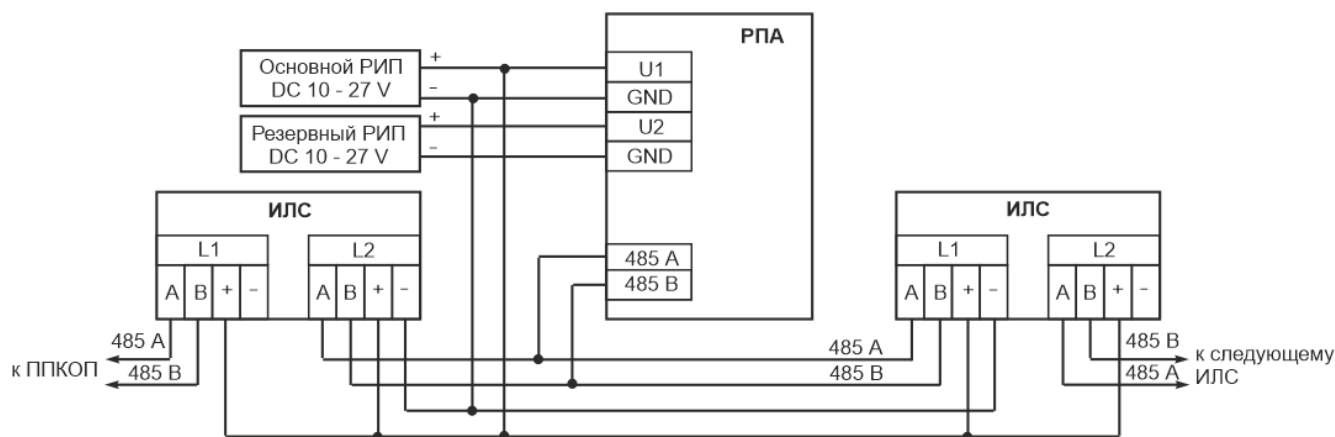 РПА
Основной РИП
DC 10 - 27 V
+
−
U1
GND
Резервный РИП
DC 10 - 27 V
+
−
U2
GND
ИЛС
L1
L2
A B + −
A B + −
485 A
485 B
ИЛС
L1
L2
A B + −
A B + −
485 A
к ППКОП
485 B
485 A
485 B
485 B
485 A
к следующему
ИЛС